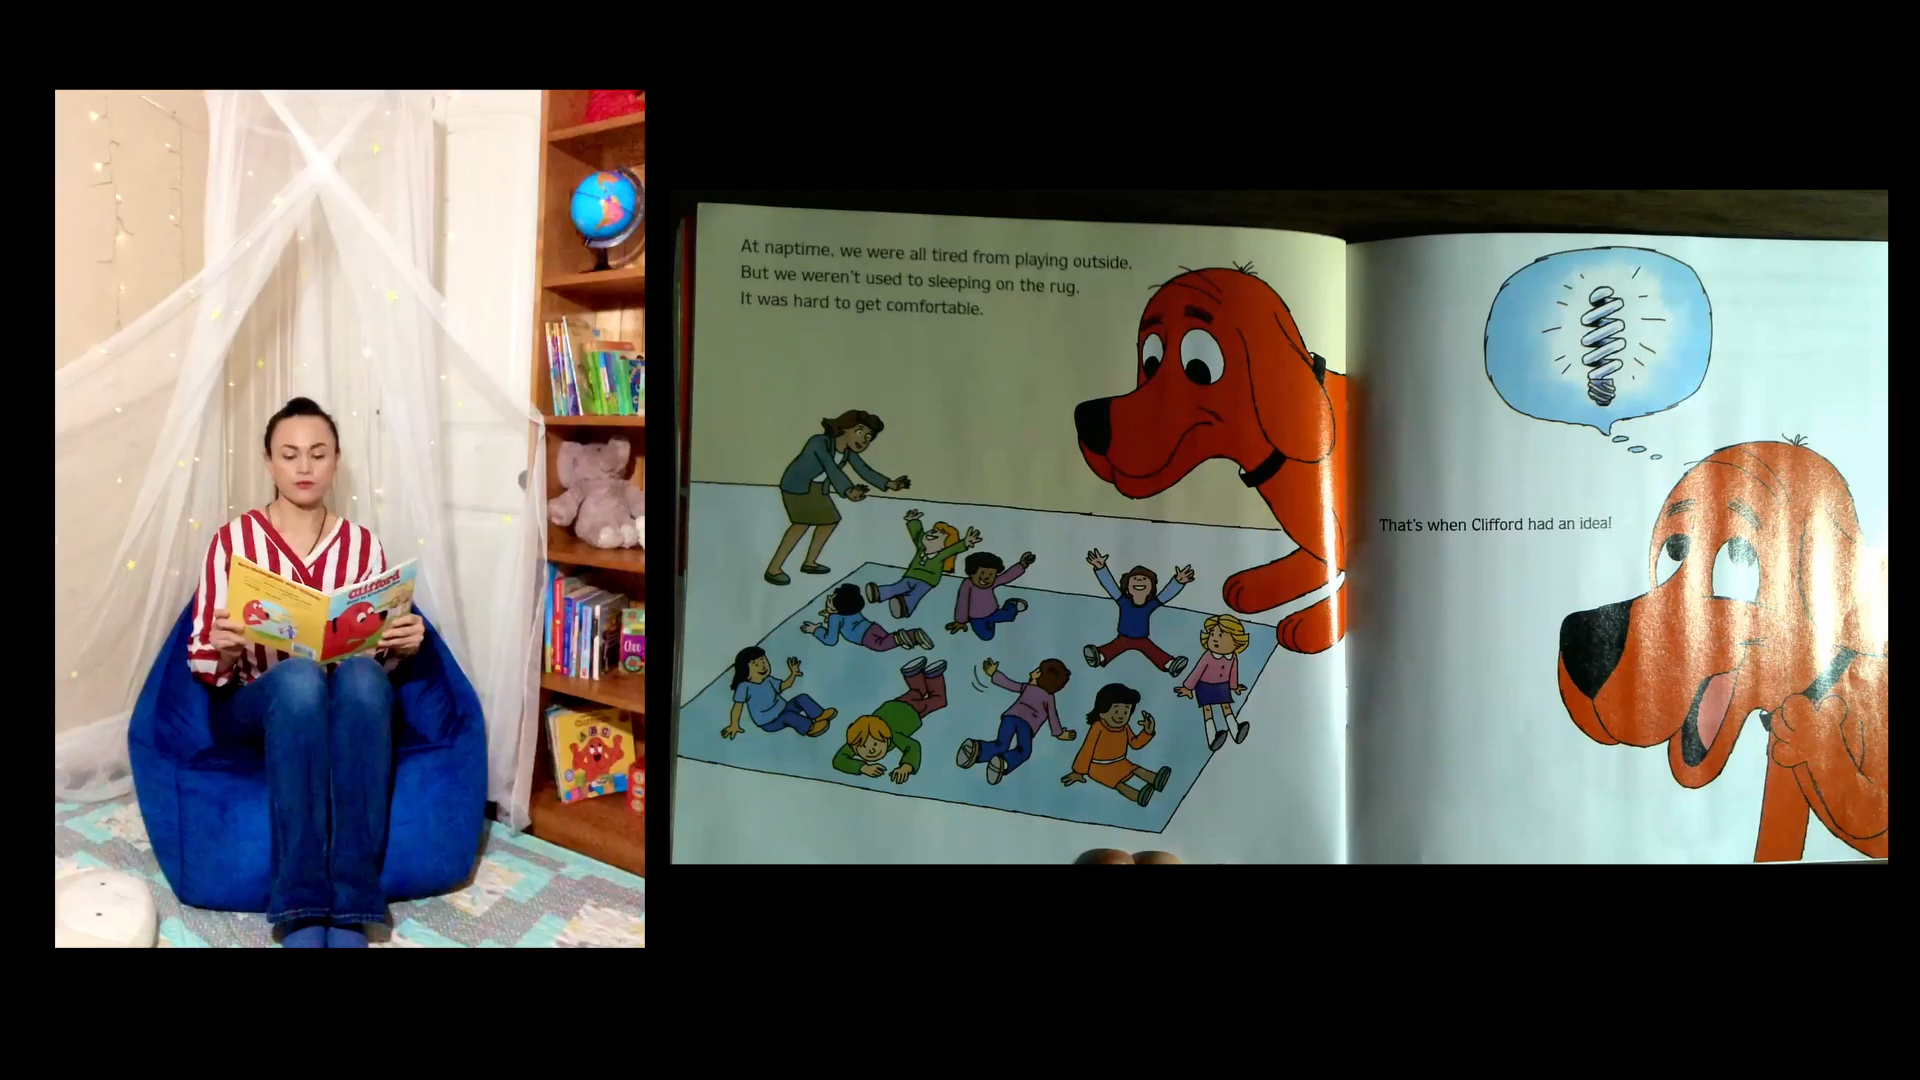 At naptime, we were all tired from playing outside.
But we weren't used to sleeping on the rug.
It was hard to get comfortable.
That's when Clifford had an idea!
Clifford
ABC